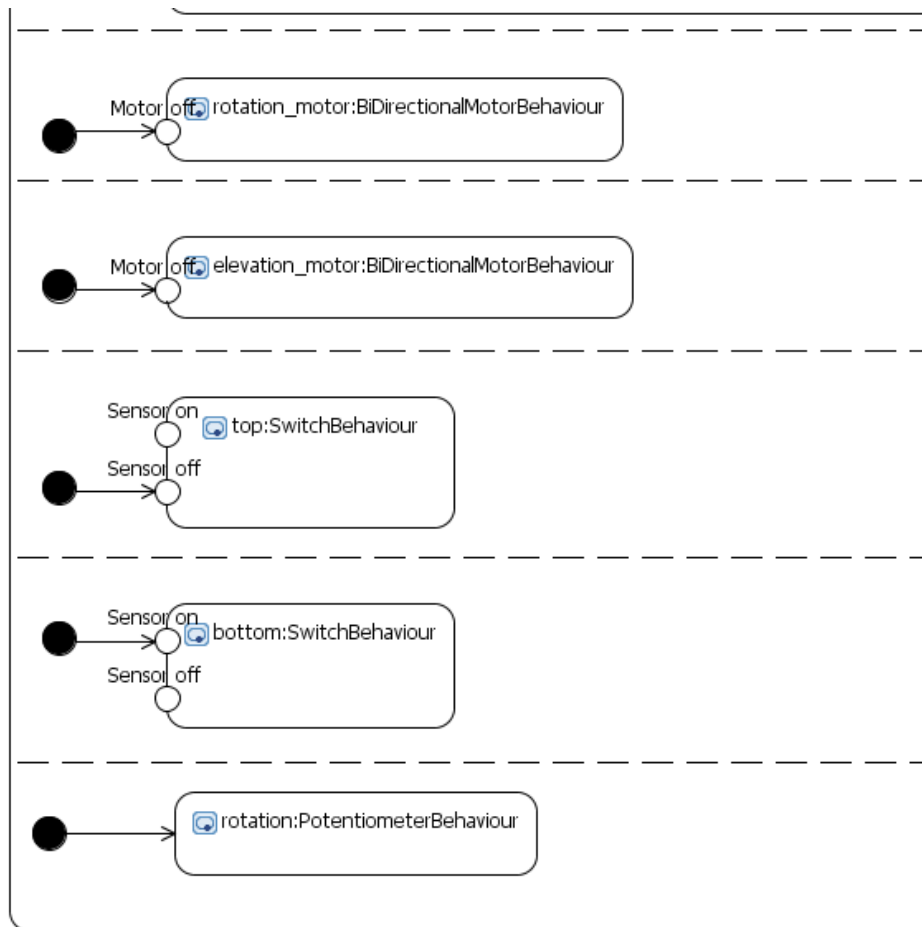 Motor off
rotation_motor:BiDirectionalMotorBehaviour
Motor off
elevation_motor:BiDirectionalMotorBehaviour
Sensor on
top:SwitchBehaviour
Sensor off
Sensor on
bottom:SwitchBehaviour
Sensor off
rotation:PotentiometerBehaviour